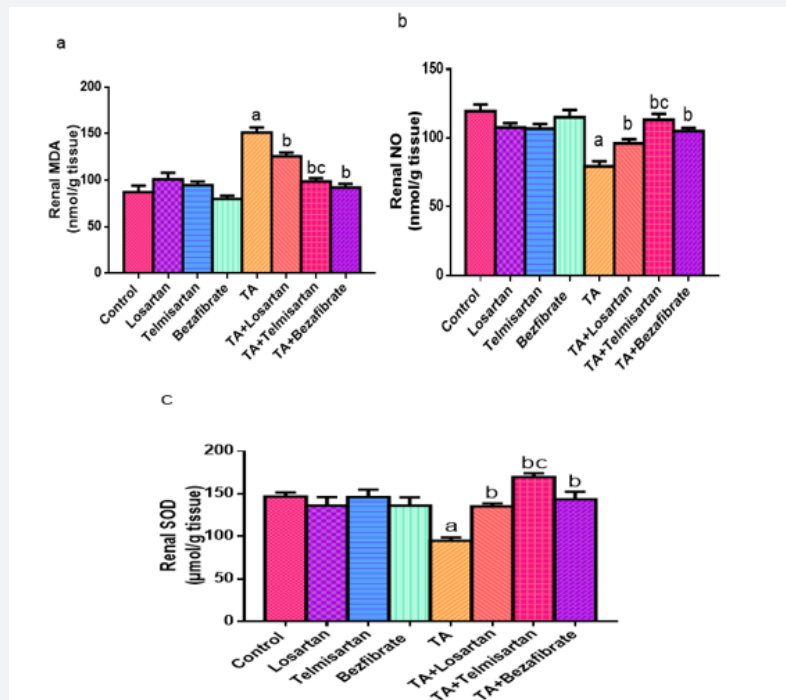 a
Renal MDA
(nmol/g tissue)
200
150
100
50
0
a
b
bc
b
Control
Losartan
Telmisartan
Bezafibrate
TA
TA+Losartan
TA+Telmisartan
TA+Bezafibrate
b
Renal NO
(nmol/g tissue)
150
100
50
0
a
b
bc
b
Control
Losartan
Telmisartan
Bezfibrate
TA
TA+Losartan
TA+Telmisartan
TA+Bezafibrate
c
Renal SOD
(µmol/g tissue)
200
150
100
50
0
a
b
bc
b
Control
Losartan
Telmisartan
Bezfibrate
TA
TA+Losartan
TA+Telmisartan
TA+Bezafibrate